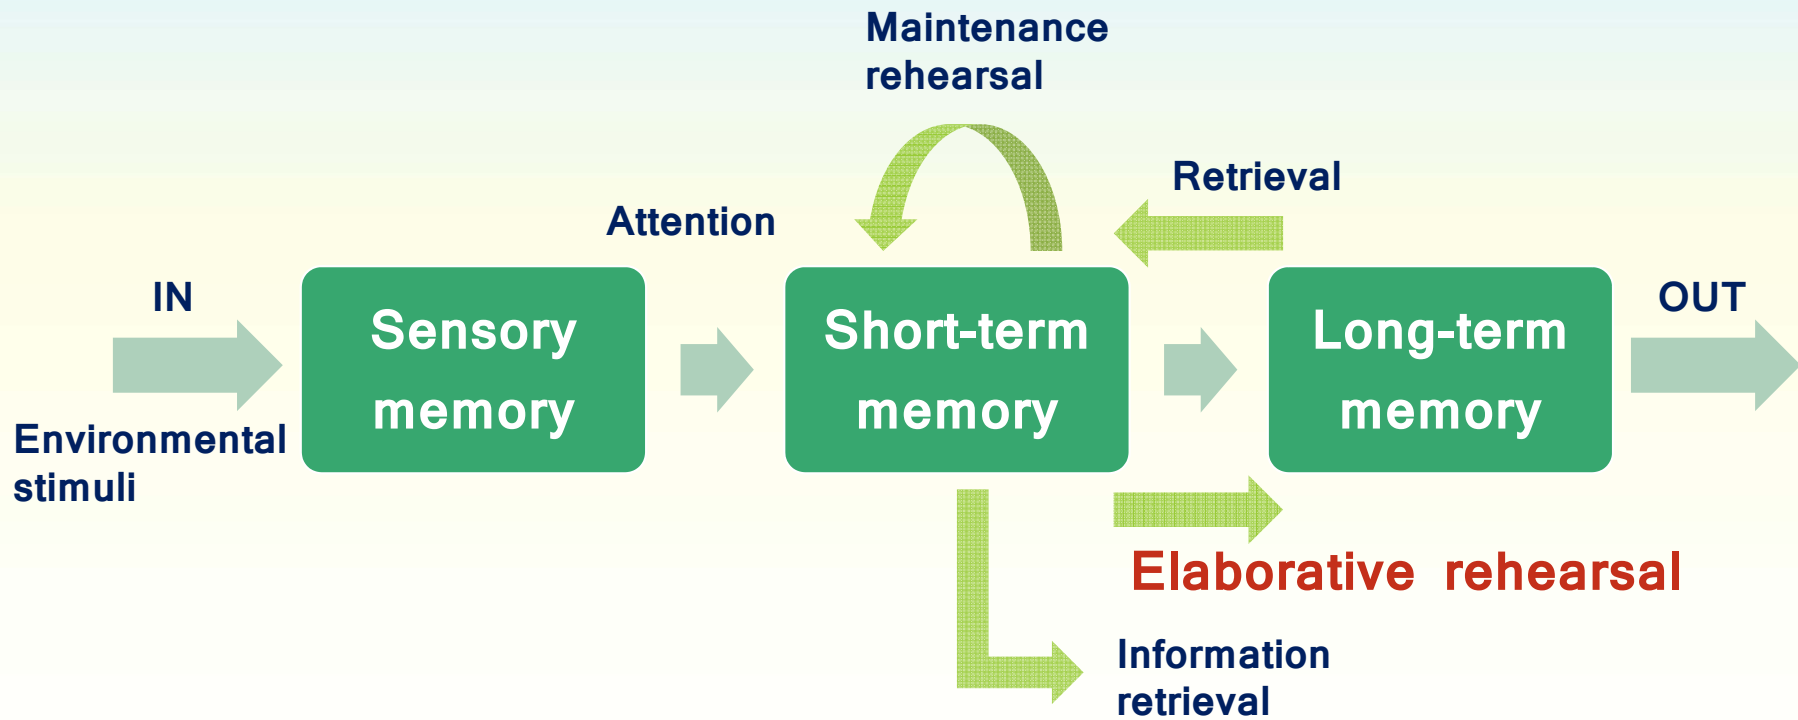 Maintenance
rehearsal
Retrieval
Attention
IN
Sensory
memory
Short-term
memory
Long-term
memory
OUT
Environmental
stimuli
Elaborative rehearsal
Information
retrieval